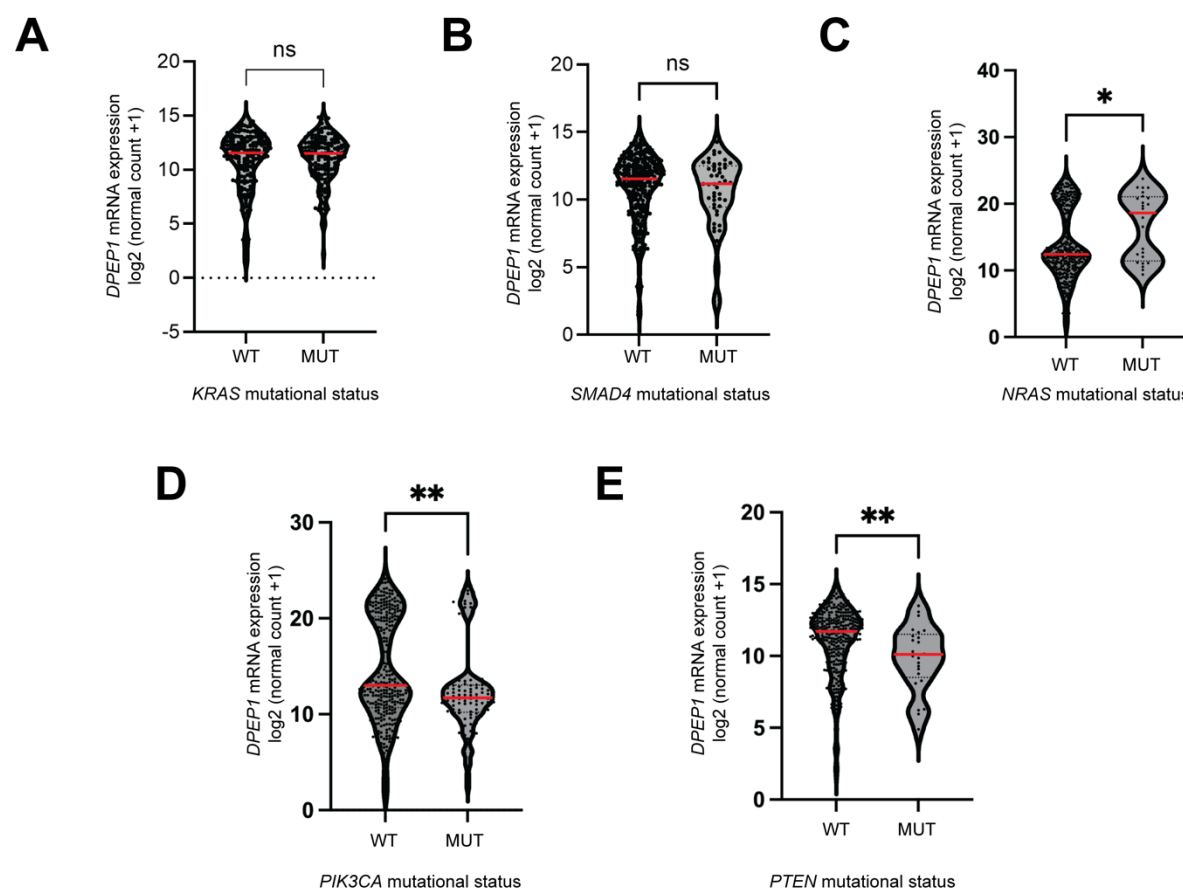 A
ns
20
15
10
5
0
-5
DPEP1 mRNA expression
log2 (normal count +1)
WT
MUT
KRAS mutational status
B
ns
20
15
10
5
0
DPEP1 mRNA expression
log2 (normal count +1)
WT
MUT
SMAD4 mutational status
C
*
40
30
20
10
0
DPEP1 mRNA expression
log2 (normal count +1)
WT
MUT
NRAS mutational status
D
**
30
20
10
0
DPEP1 mRNA expression
log2 (normal count +1)
WT
MUT
PIK3CA mutational status
E
**
20
15
10
5
0
DPEP1 mRNA expression
log2 (normal count +1)
WT
MUT
PTEN mutational status